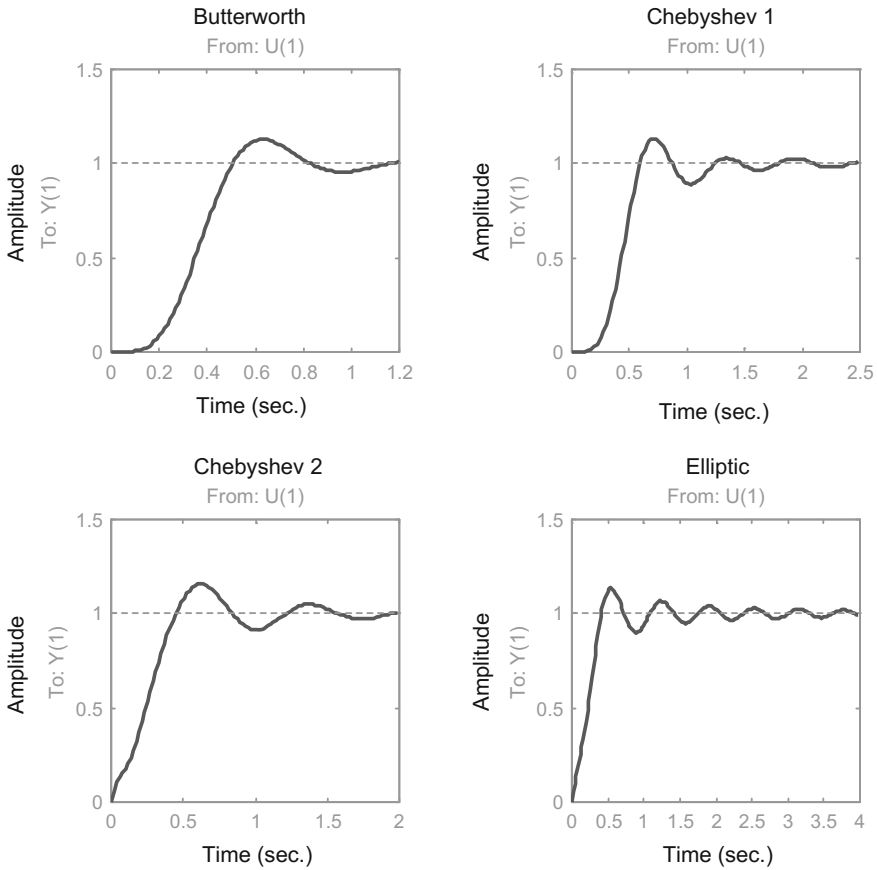 Butterworth
From: U(1)
Amplitude
To: Y(1)
1.5
1
0.5
0
0 0.2 0.4 0.6 0.8 1 1.2
Time (sec.)
Chebyshev 1
From: U(1)
Amplitude
To: Y(1)
1.5
1
0.5
0
0 0.5 1 1.5 2 2.5
Time (sec.)
Chebyshev 2
From: U(1)
Amplitude
To: Y(1)
1.5
1
0.5
0
0 0.5 1 1.5 2
Time (sec.)
Elliptic
From: U(1)
Amplitude
To: Y(1)
1.5
1
0.5
0
0 0.5 1 1.5 2 2.5 3 3.5 4
Time (sec.)